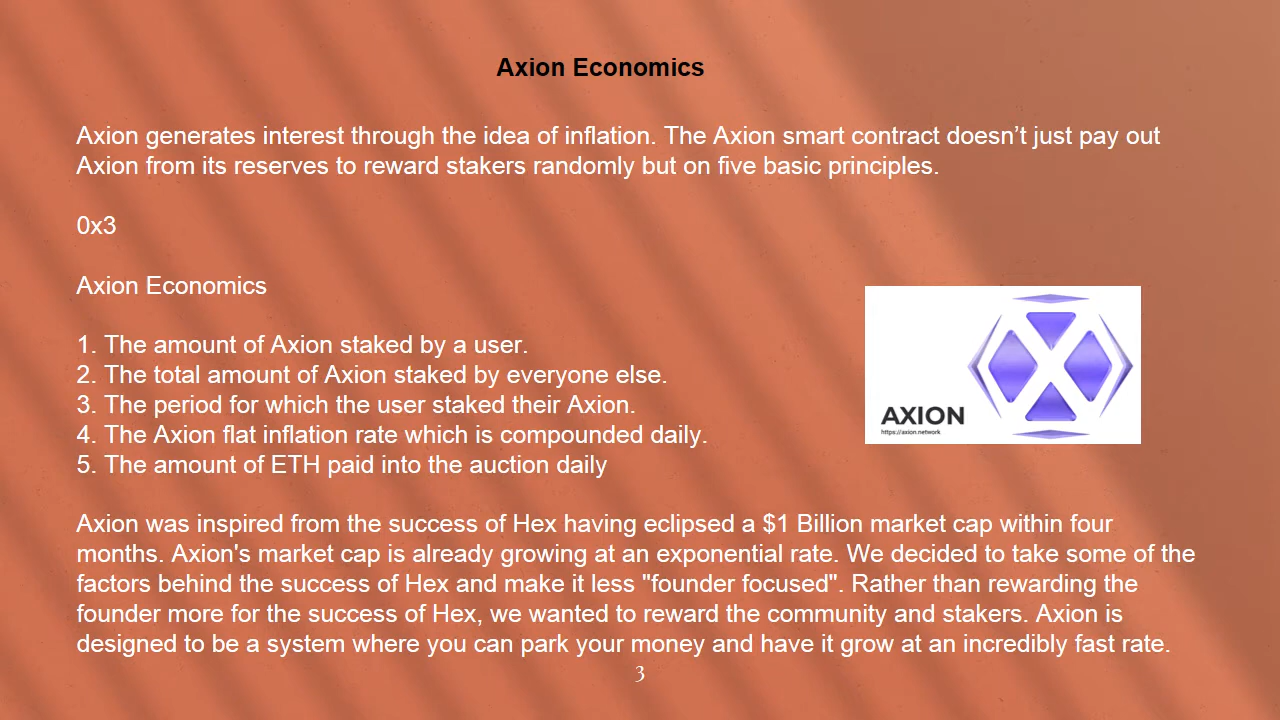 Axion Economics
Axion generates interest through the idea of inflation. The Axion smart contract doesn’t just pay out
Axion from its reserves to reward stakers randomly but on five basic principles.
0x3
Axion Economics
1. The amount of Axion staked by a user.
2. The total amount of Axion staked by everyone else.
3. The period for which the user staked their Axion.
4. The Axion flat inflation rate which is compounded daily.
5. The amount of ETH paid into the auction daily
AXION
https://axion.network
Axion was inspired from the success of Hex having eclipsed a $1 Billion market cap within four
months. Axion's market cap is already growing at an exponential rate. We decided to take some of the
factors behind the success of Hex and make it less "founder focused". Rather than rewarding the
founder more for the success of Hex, we wanted to reward the community and stakers. Axion is
designed to be a system where you can park your money and have it grow at an incredibly fast rate.
3